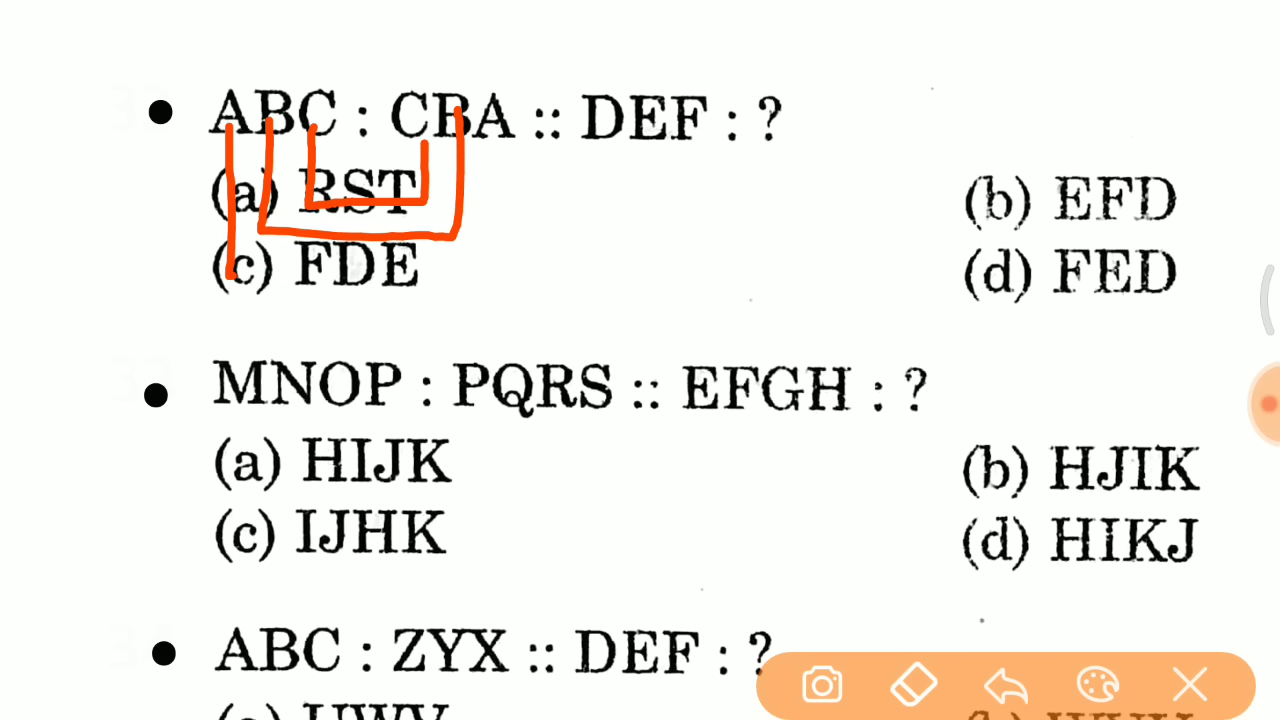 • ABC : CBA :: DEF : ?
(a) RST (b) EFD
(c) FDE (d) FED
• MNOP : PQRS :: EFGH : ?
(a) HIJK (b) HJIK
(c) IJHK (d) HIKJ
• ABC : ZYX :: DEF : ?